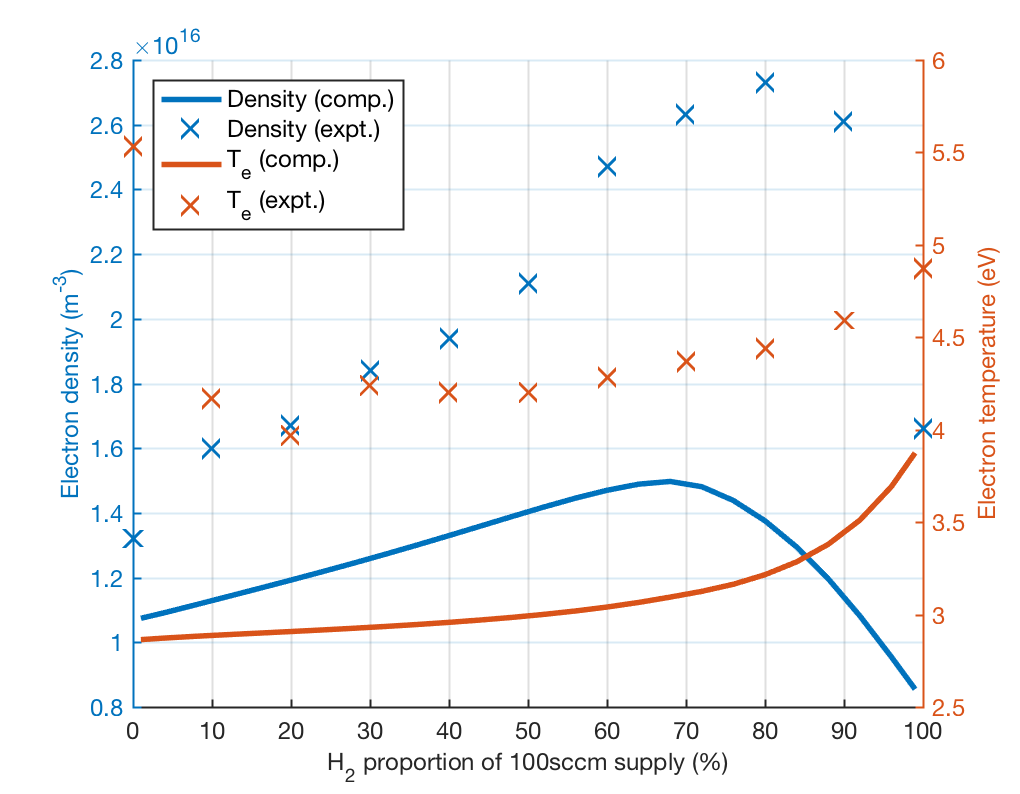 ×10^16
2.8
2.6
2.4
2.2
2
1.8
1.6
1.4
1.2
1
0.8
Electron density (m^-3)
Density (comp.)
Density (expt.)
T_e (comp.)
T_e (expt.)
6
5.5
5
4.5
4
3.5
3
2.5
Electron temperature (eV)
0 10 20 30 40 50 60 70 80 90 100
H_2 proportion of 100sccm supply (%)